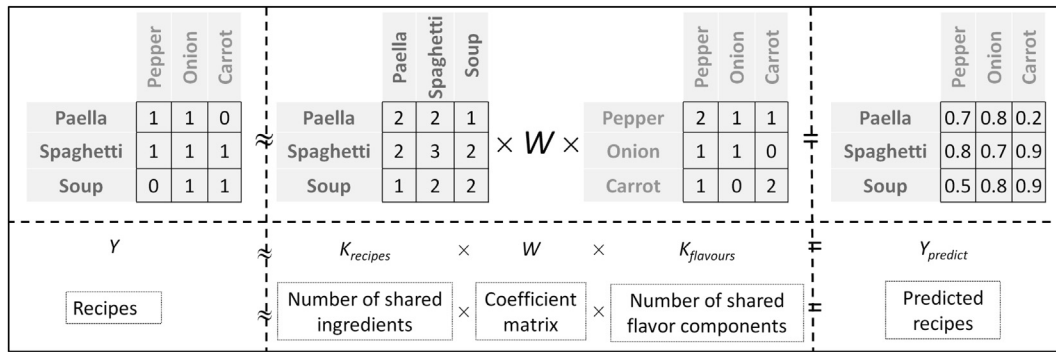 Pepper Onion Carrot
Paella 1 1 0
Spaghetti 1 1 1
Soup 0 1 1
≈
Paella Spaghetti Soup
Paella 2 2 1
Spaghetti 2 3 2
Soup 1 2 2
× W ×
Pepper Onion Carrot
Pepper 2 1 1
Onion 1 1 0
Carrot 1 0 2
=
Pepper Onion Carrot
Paella 0.7 0.8 0.2
Spaghetti 0.8 0.7 0.9
Soup 0.5 0.8 0.9
Y ≈ Krecipes × W × Kflavours = Ypredict
Recipes
≈
Number of shared
ingredients
×
Coefficient
matrix
×
Number of shared
flavor components
=
Predicted
recipes